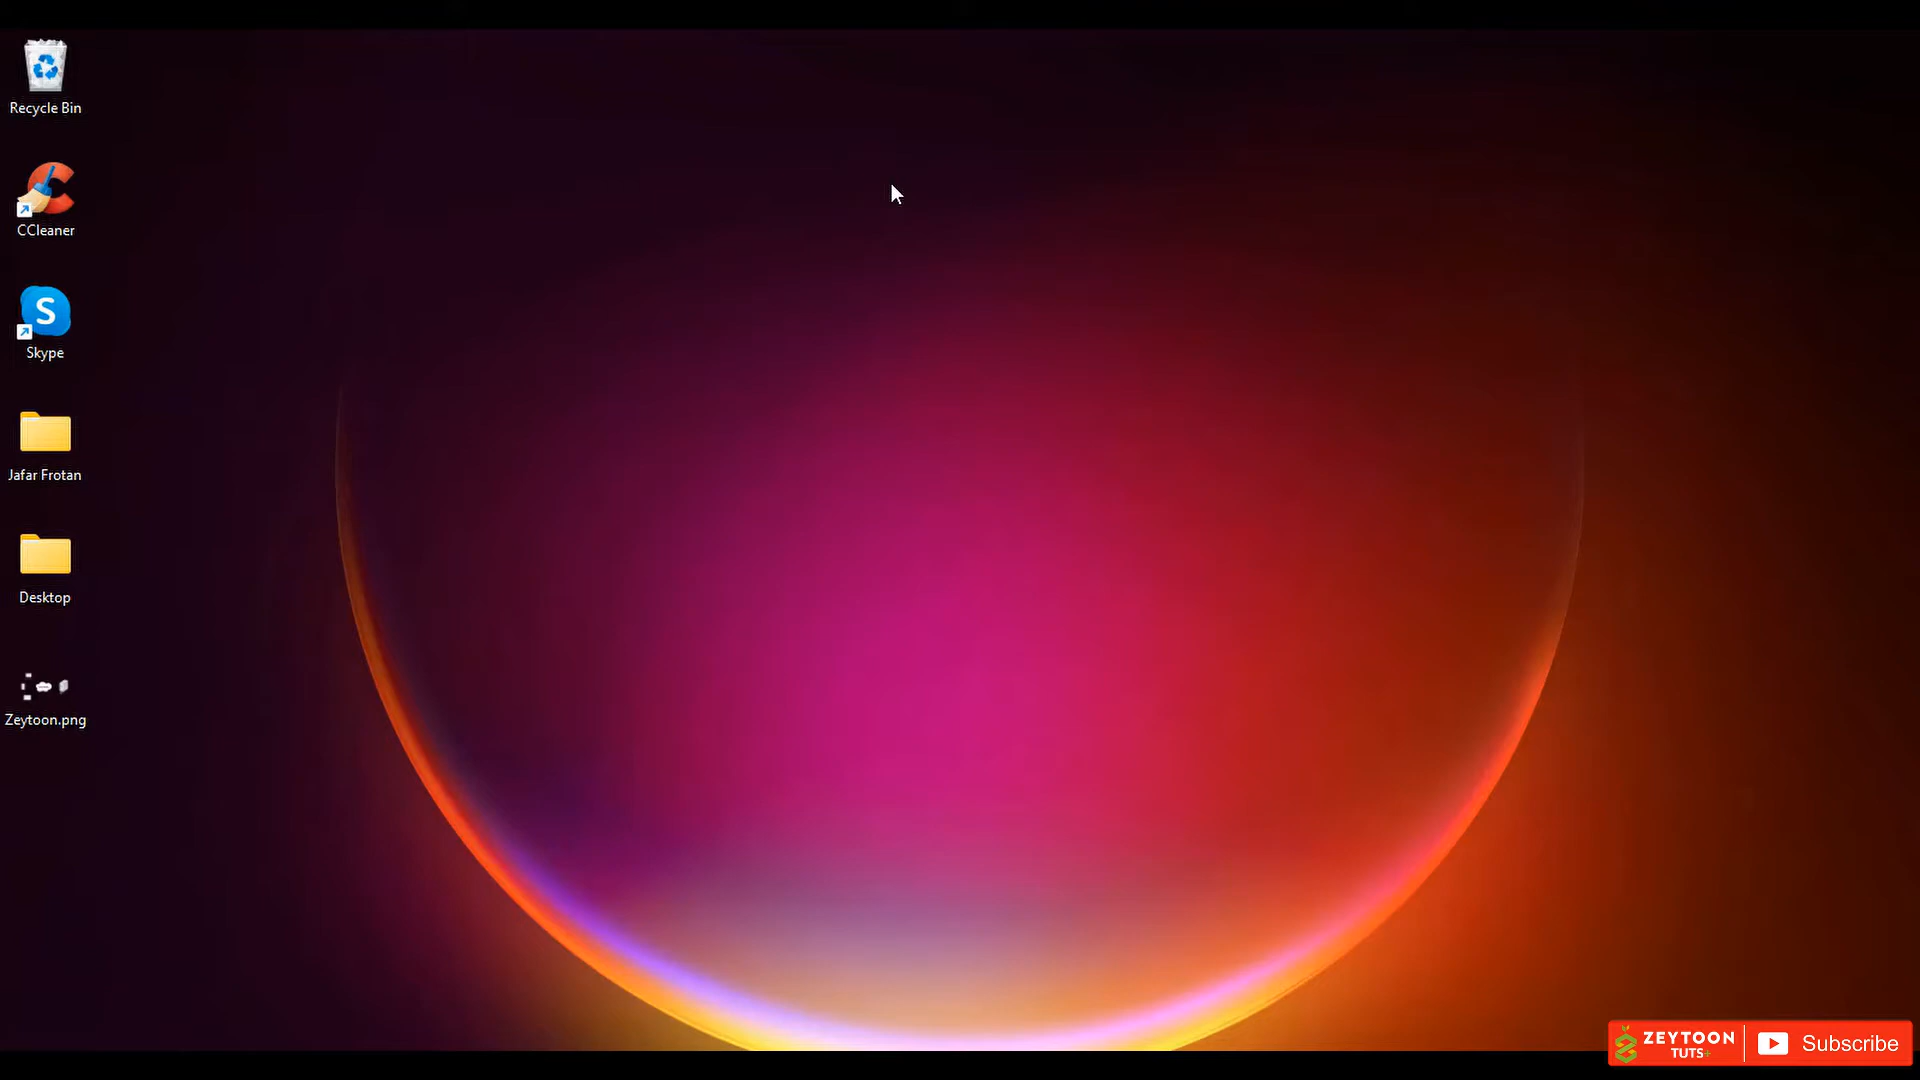 Recycle Bin
CCleaner
S
Skype
Jafar Frotan
Desktop
Zeytoon.png
ZEYTOON
TUTS+
Subscribe